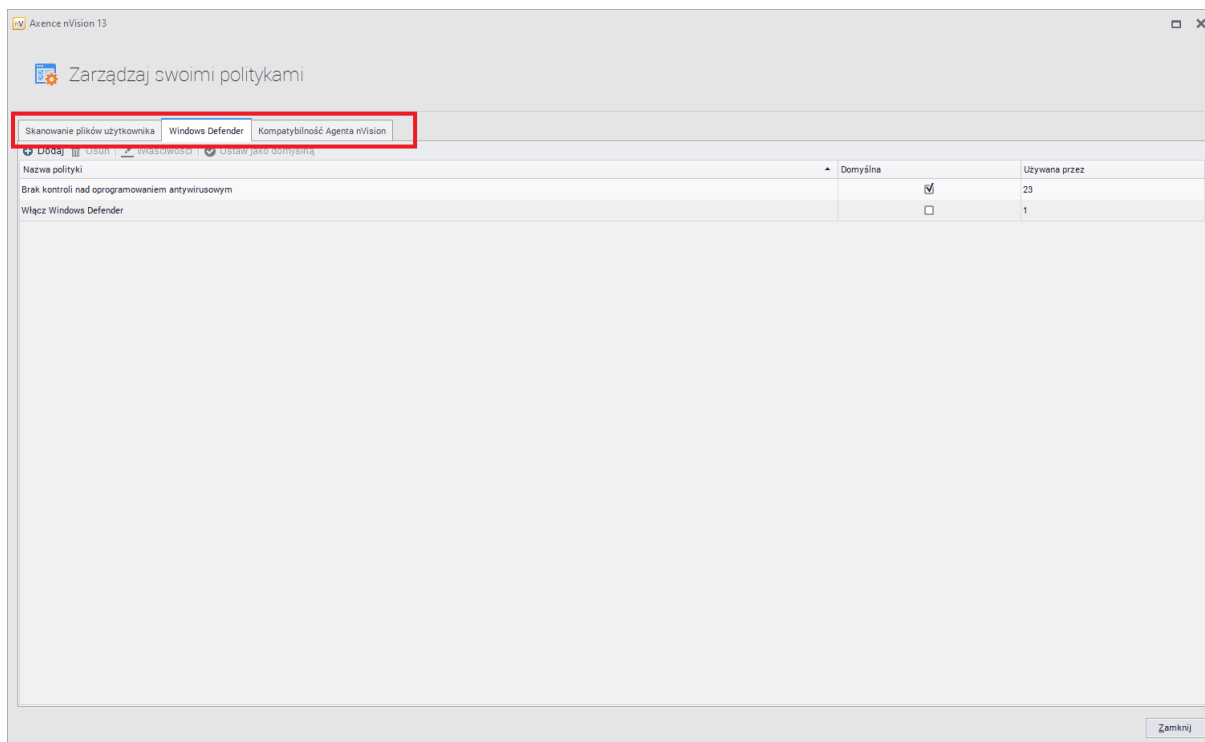 nV Axence nVision 13
Zarządzaj swoimi politykami
Skanowanie plików użytkownika Windows Defender Kompatybilność Agenta nVision
Dodaj Usuń Właściwości Ustaw jako domyślną
Nazwa polityki Domyślna Używana przez
Brak kontroli nad oprogramowaniem antywirusowym 23
Włącz Windows Defender 1
Zamknij